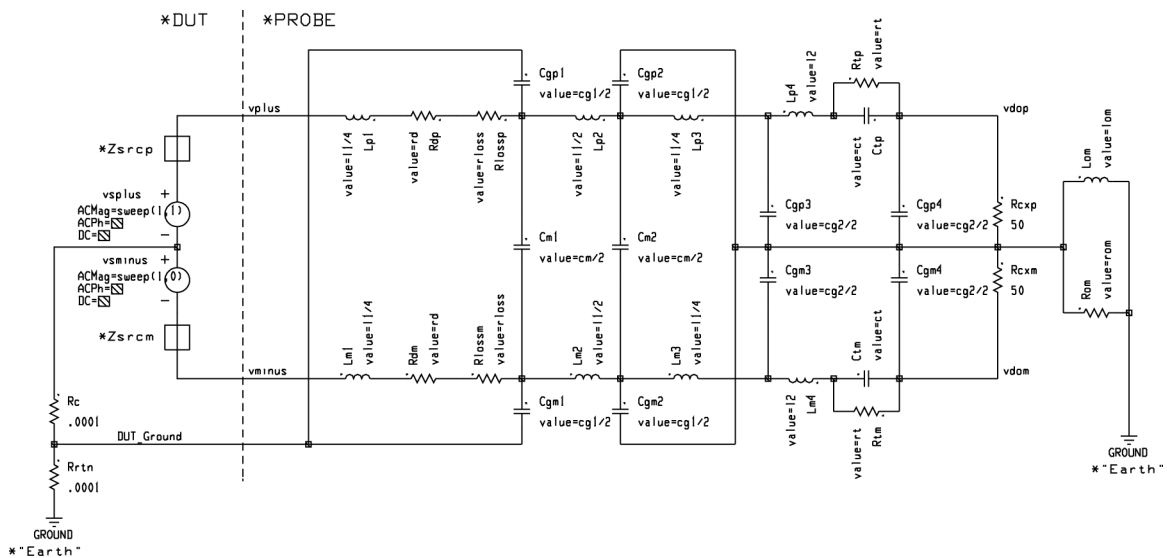 *DUT
*PROBE
Cgp1
value=cg1/2
Cgp2
value=cg1/2
Lp4
value=l2
Rtp
value=rt
vplus
value=l1/4
Lp1
value=rd
Rdp
value=rloss
Rlossp
value=l1/2
Lp2
value=l1/4
Lp3
value=ct
Ctp
vdop
*Zsrcp
vsplus
+
ACMag=sweep(1,1)
ACPh=
DC=
-
vsminus
+
ACMag=sweep(1,0)
ACPh=
DC=
-
*Zsrcm
Cm1
value=cm/2
Cm2
value=cm/2
Cgp3
value=cg2/2
Cgp4
value=cg2/2
Rcxp
50
Cgm3
value=cg2/2
Cgm4
value=cg2/2
Rcxm
50
Lom
value=lom
Rom
value=rom
vminus
Lm1
value=l1/4
Rdm
value=rd
Rlossm
value=rloss
Lm2
value=l1/2
Lm3
value=l1/4
value=l2
Lm4
Ctm
value=ct
value=rt
Rtm
vdom
Cgm1
value=cg1/2
Cgm2
value=cg1/2
Rc
.0001
DUT_Ground
Rrtn
.0001
GROUND
*"Earth"
GROUND
*"Earth"